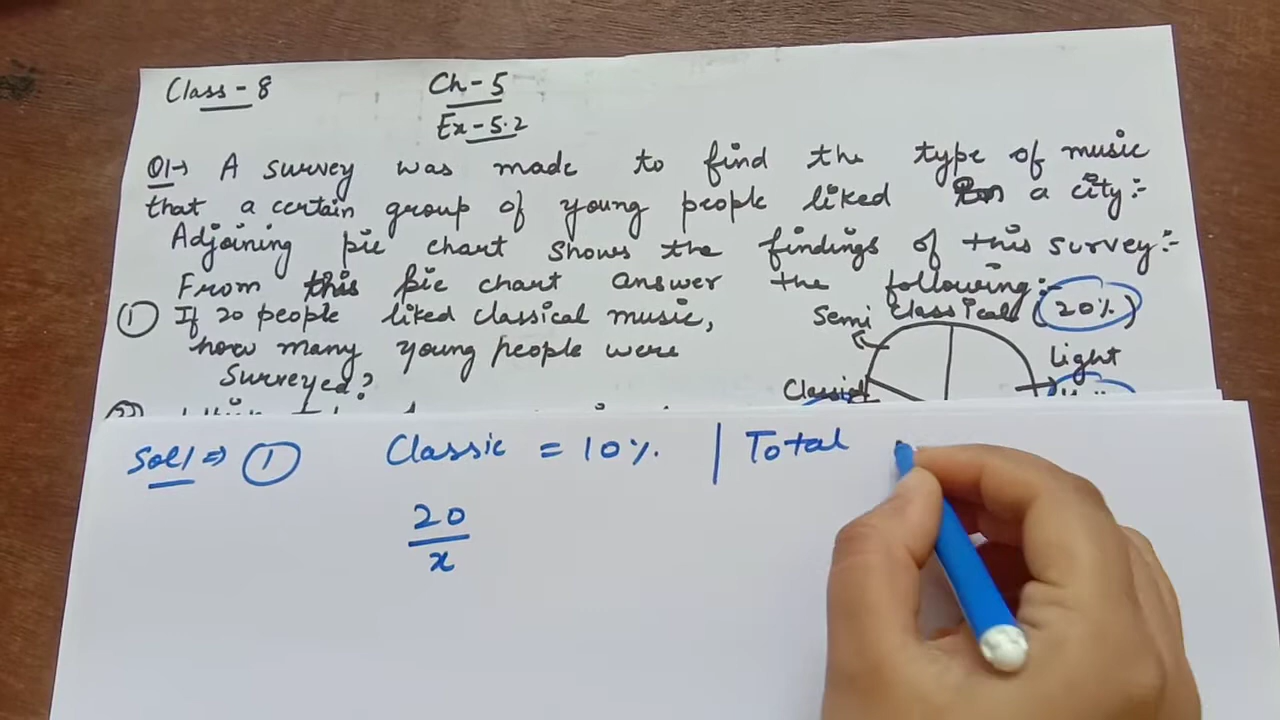 Class - 8
Ch - 5
Ex - 5.2
Q1→ A survey was made to find the type of music
that a certain group of young people liked in a city:-
Adjoining pie chart shows the findings of this survey:-
From this pie chart answer the following:-
① If 20 people liked classical music,
how many young people were
Surveyed?
Semi classical (20%)
Light
Classical
Sol1 ⇒ ① Classic = 10% | Total
20
x